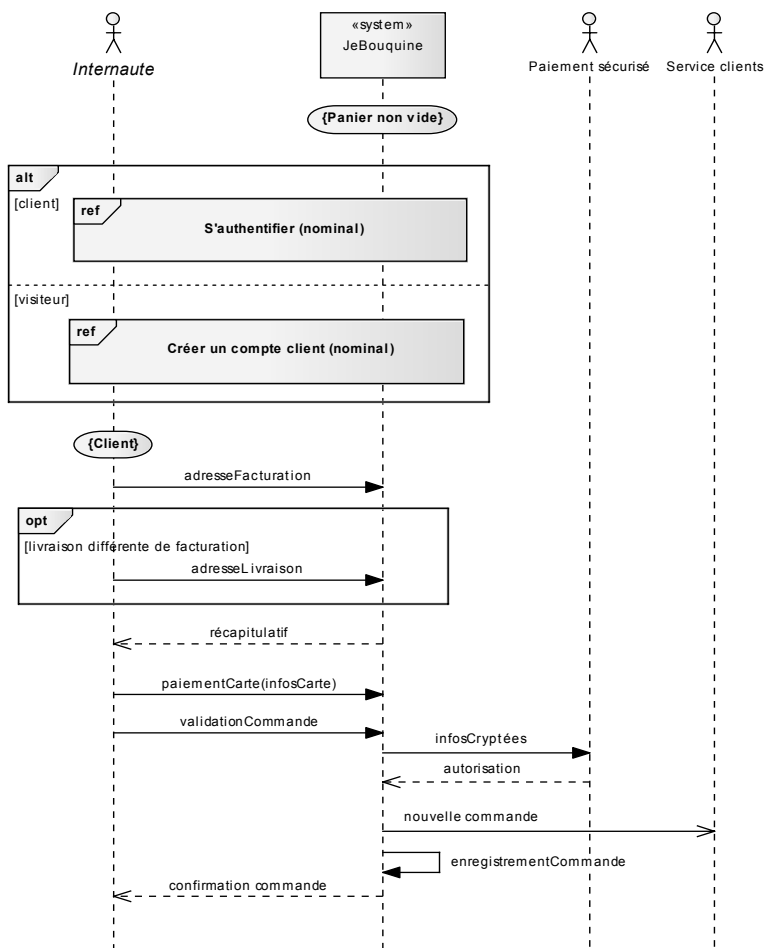 «system»
JeBouquine
Internaute
Paiement sécurisé
Service clients
{Panier non vide}
alt
[client]
ref
S'authentifier (nominal)
[visiteur]
ref
Créer un compte client (nominal)
{Client}
adresseFacturation
opt
[livraison différente de facturation]
adresseLivraison
récapitulatif
paiementCarte(infosCarte)
validationCommande
infosCryptées
autorisation
nouvelle commande
enregistrementCommande
confirmation commande